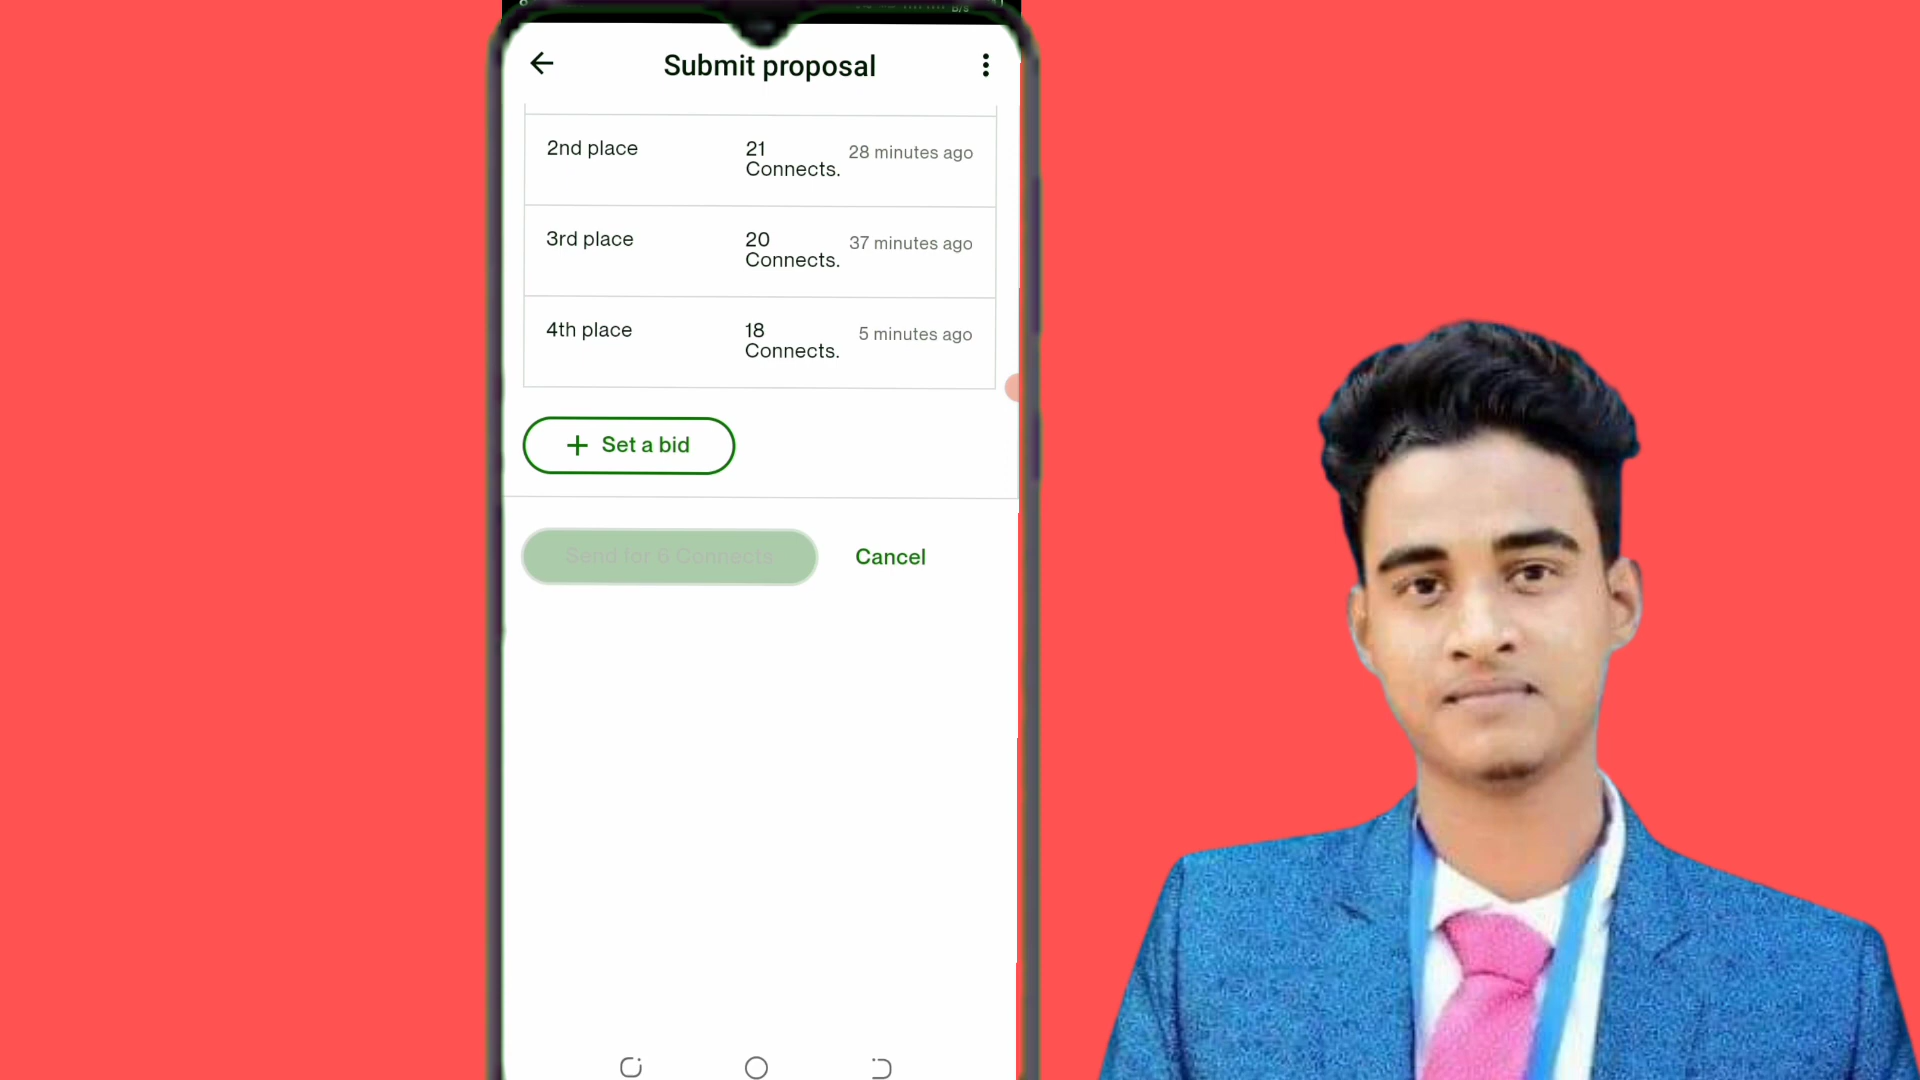 B/s
Submit proposal
2nd place
21
Connects.
28 minutes ago
3rd place
20
Connects.
37 minutes ago
4th place
18
Connects.
5 minutes ago
+ Set a bid
Send for 6 Connects
Cancel